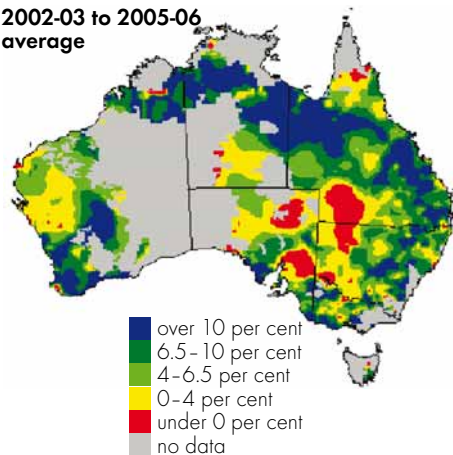 2002-03 to 2005-06
average
over 10 per cent
6.5–10 per cent
4–6.5 per cent
0–4 per cent
under 0 per cent
no data